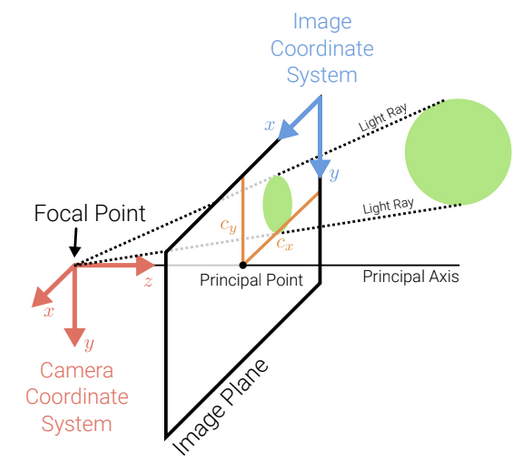 Image
Coordinate
System
x
y
Light Ray
Light Ray
Focal Point
c_y
c_x
z
Principal Point
Principal Axis
x
y
Camera
Coordinate
System
Image Plane